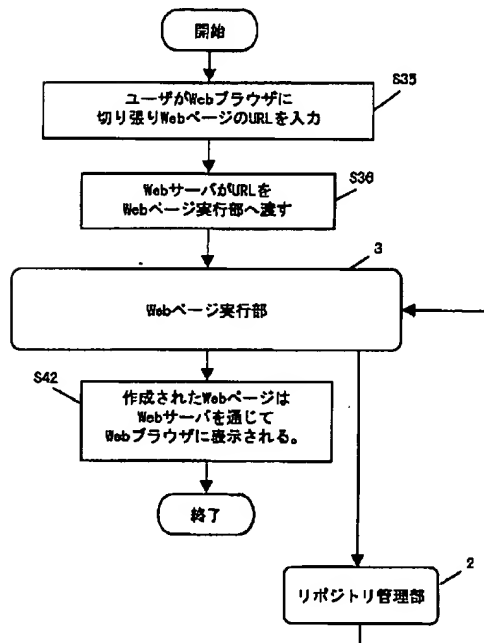 開始
S35
ユーザがWebブラウザに
切り張りWebページのURLを入力
S36
WebサーバがURLを
Webページ実行部へ渡す
3
Webページ実行部
S42
作成されたWebページは
Webサーバを通じて
Webブラウザに表示される。
終了
2
リポジトリ管理部